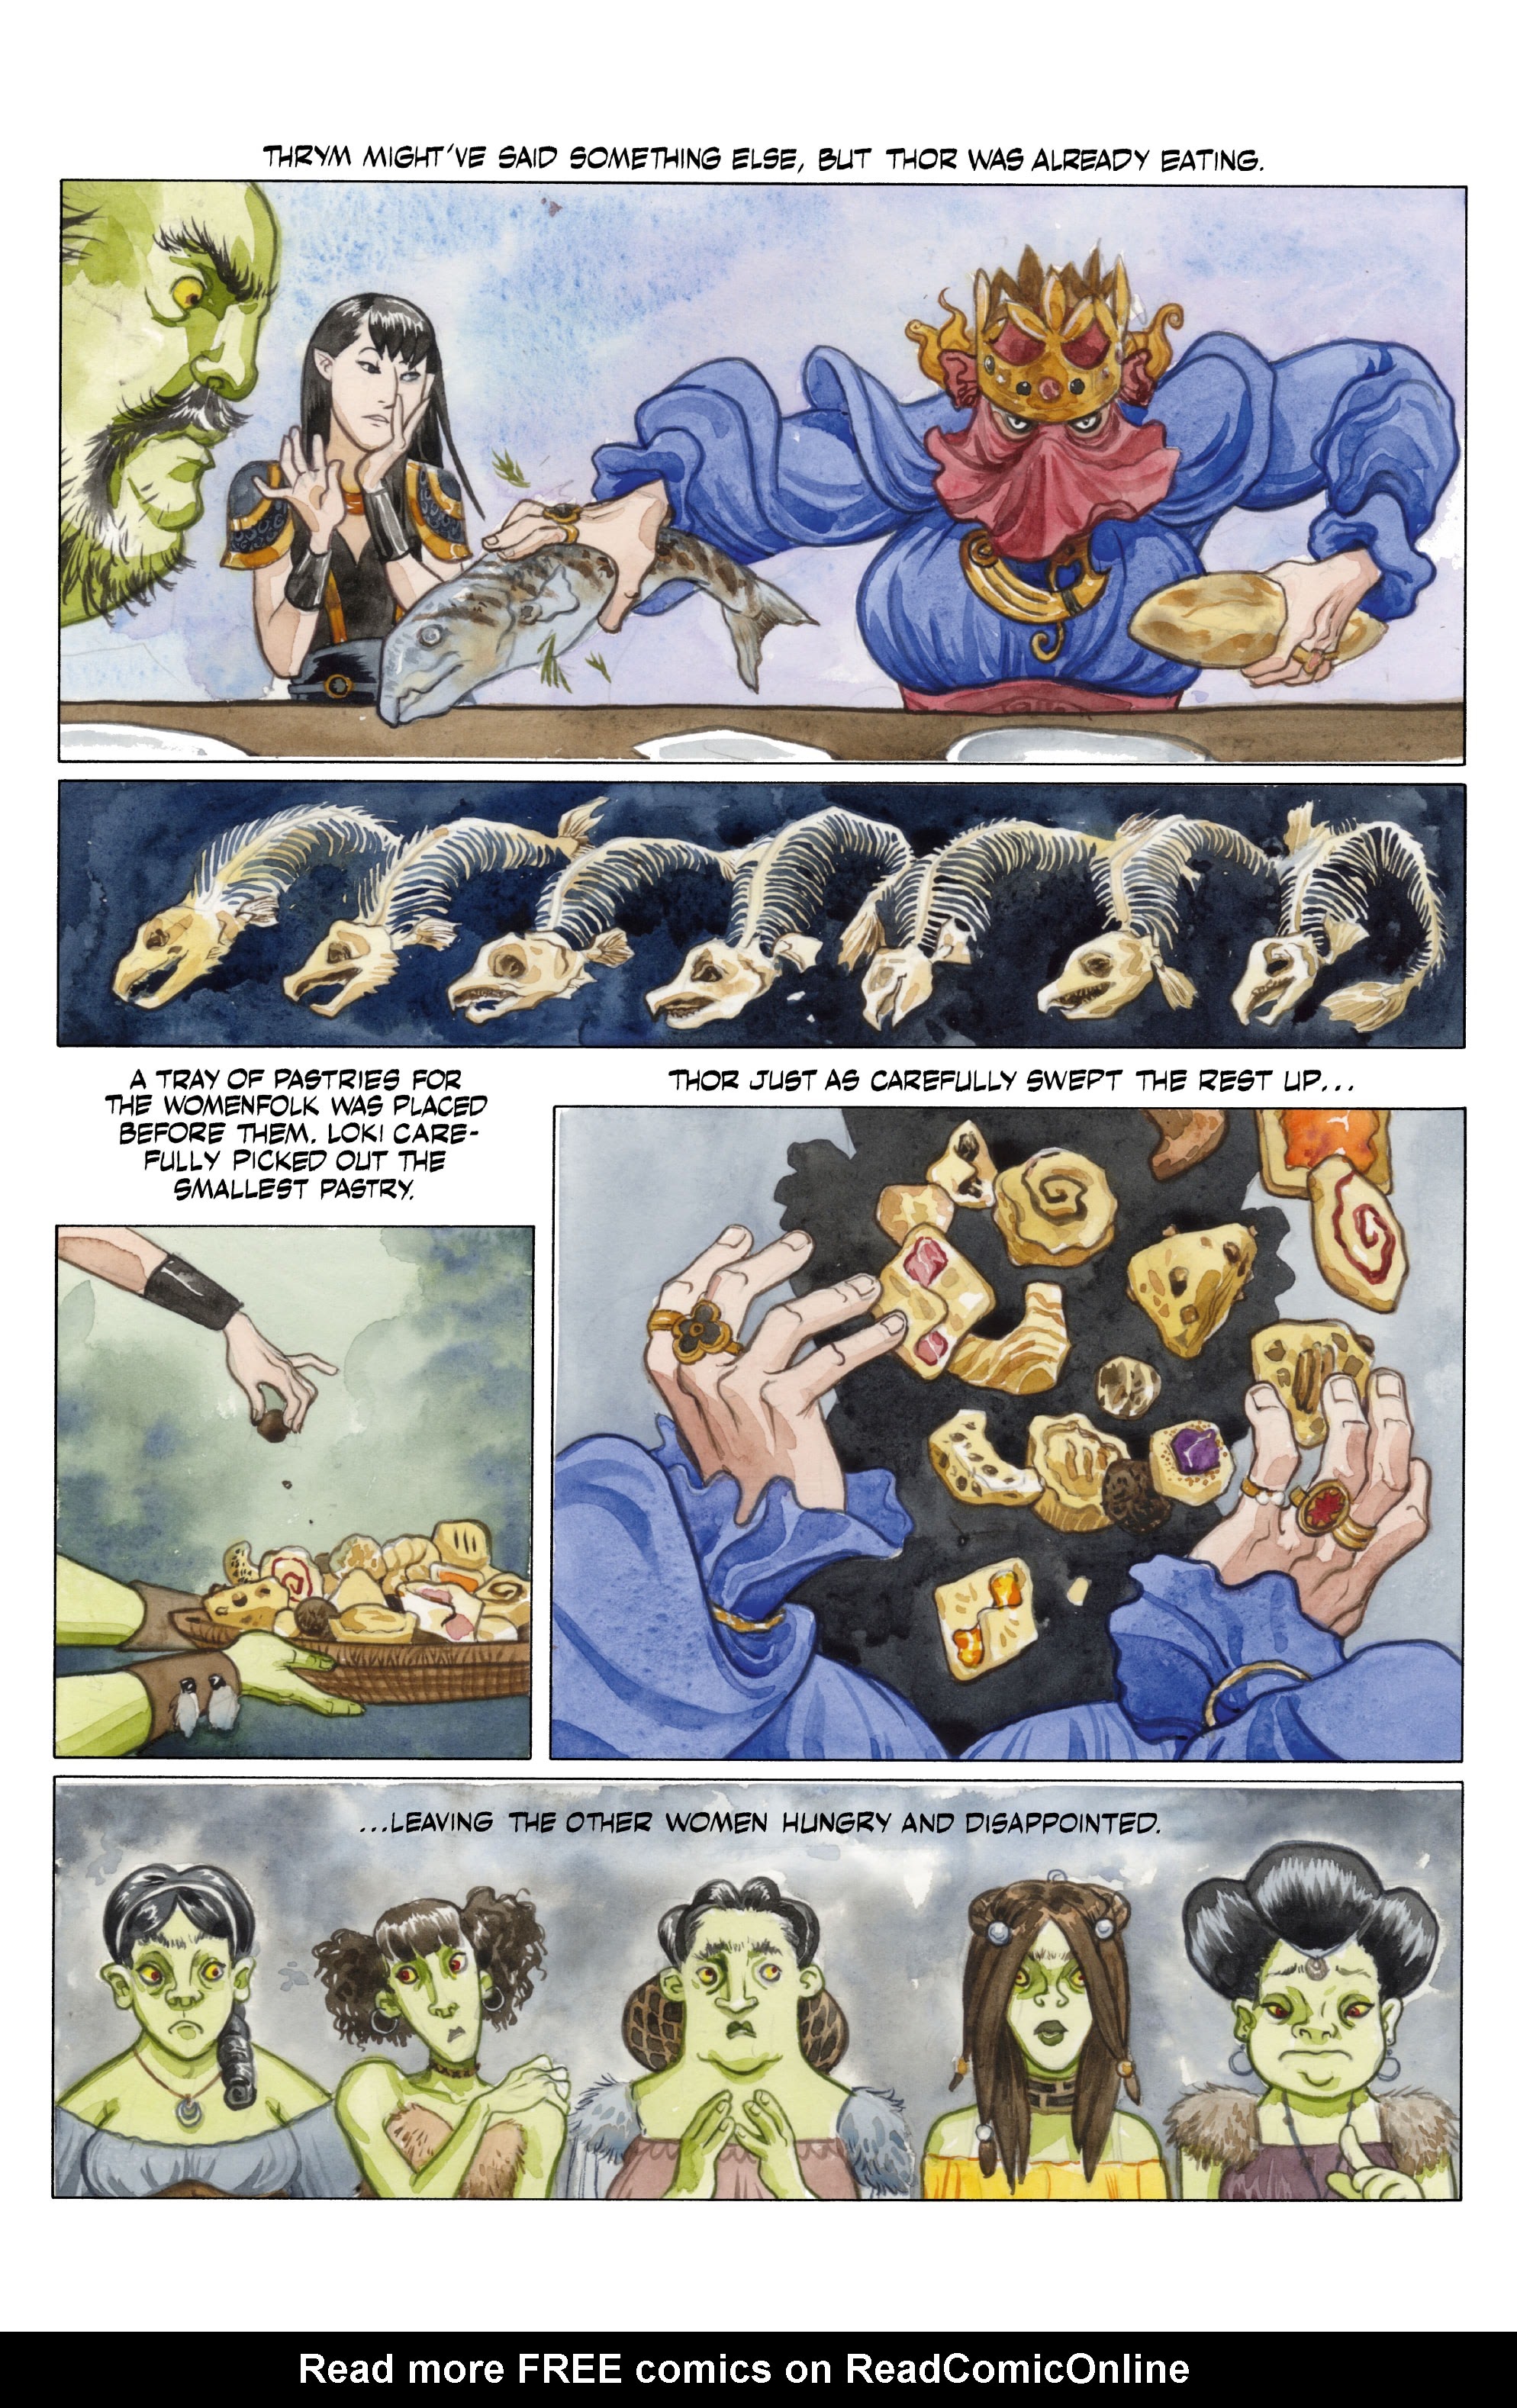 THRYM MIGHT'VE SAID SOMETHING ELSE, BUT THOR WAS ALREADY EATING.
A TRAY OF PASTRIES FOR
THE WOMENFOLK WAS PLACED
BEFORE THEM. LOKI CARE-
FULLY PICKED OUT THE
SMALLEST PASTRY.
THOR JUST AS CAREFULLY SWEPT THE REST UP...
...LEAVING THE OTHER WOMEN HUNGRY AND DISAPPOINTED.
Read more FREE comics on ReadComicOnline